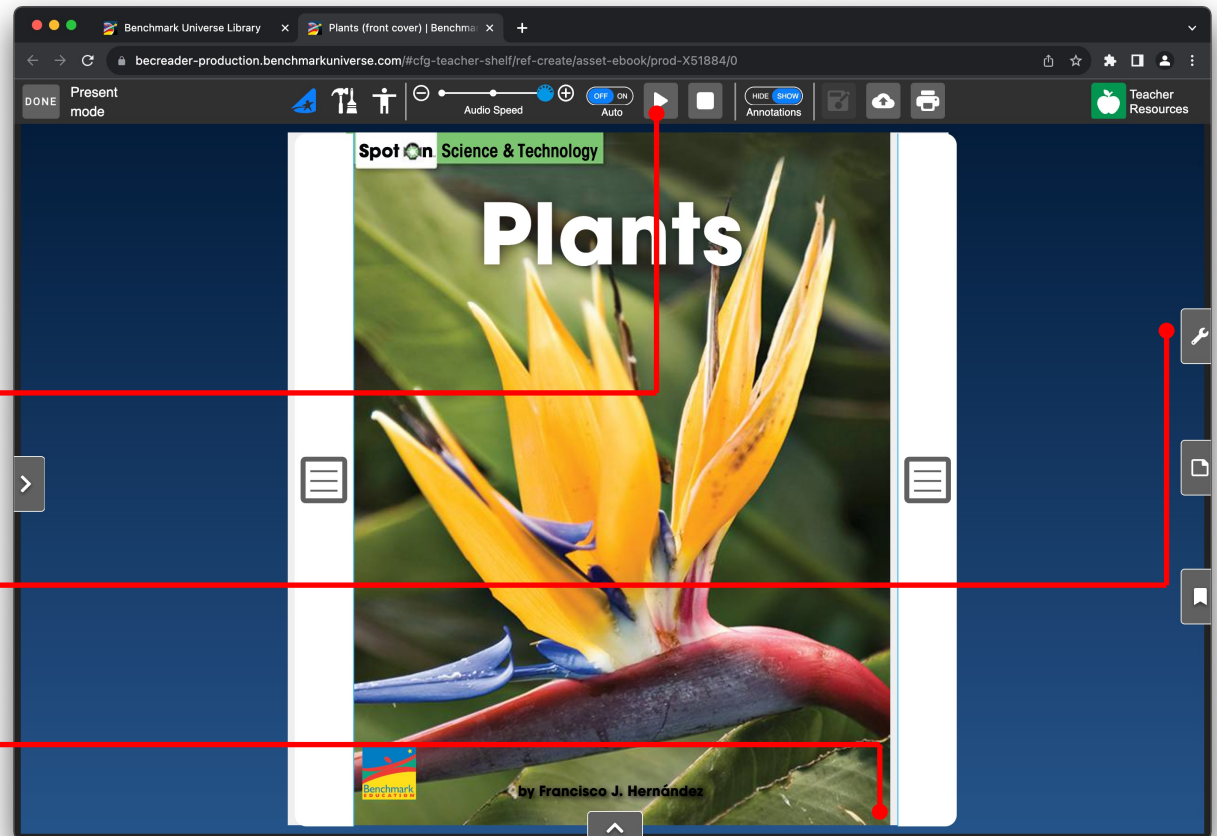 Benchmark Universe Library
Plants (front cover) | Benchma
becreader-production.benchmarkuniverse.com/#cfg-teacher-shelf/ref-create/asset-ebook/prod-X51884/0
DONE
Present
mode
Audio Speed
OFF ON
Auto
HIDE SHOW
Annotations
Teacher
Resources
Spot On Science & Technology
Plants
Benchmark
EDUCATION
by Francisco J. Hernández